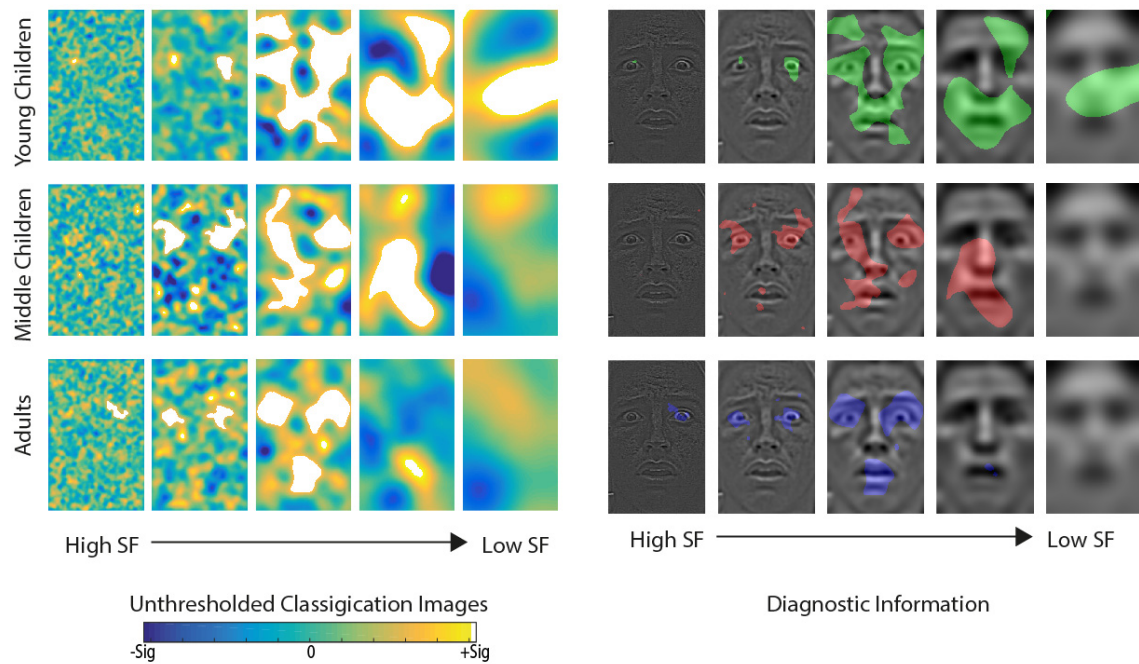 Young Children
Middle Children
Adults
High SF
Low SF
High SF
Low SF
Unthresholded Classigication Images
-Sig
0
+Sig
Diagnostic Information